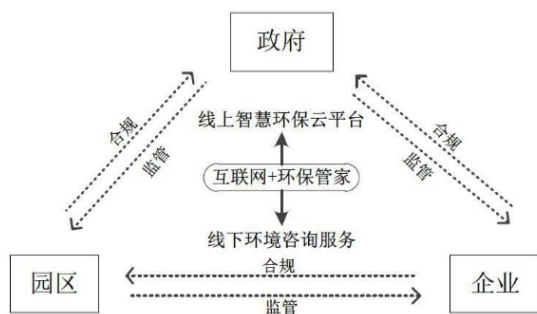 政府
线上智慧环保云平台
合规
监管
合规
监管
互联网+环保管家
线下环境咨询服务
园区
合规
监管
企业